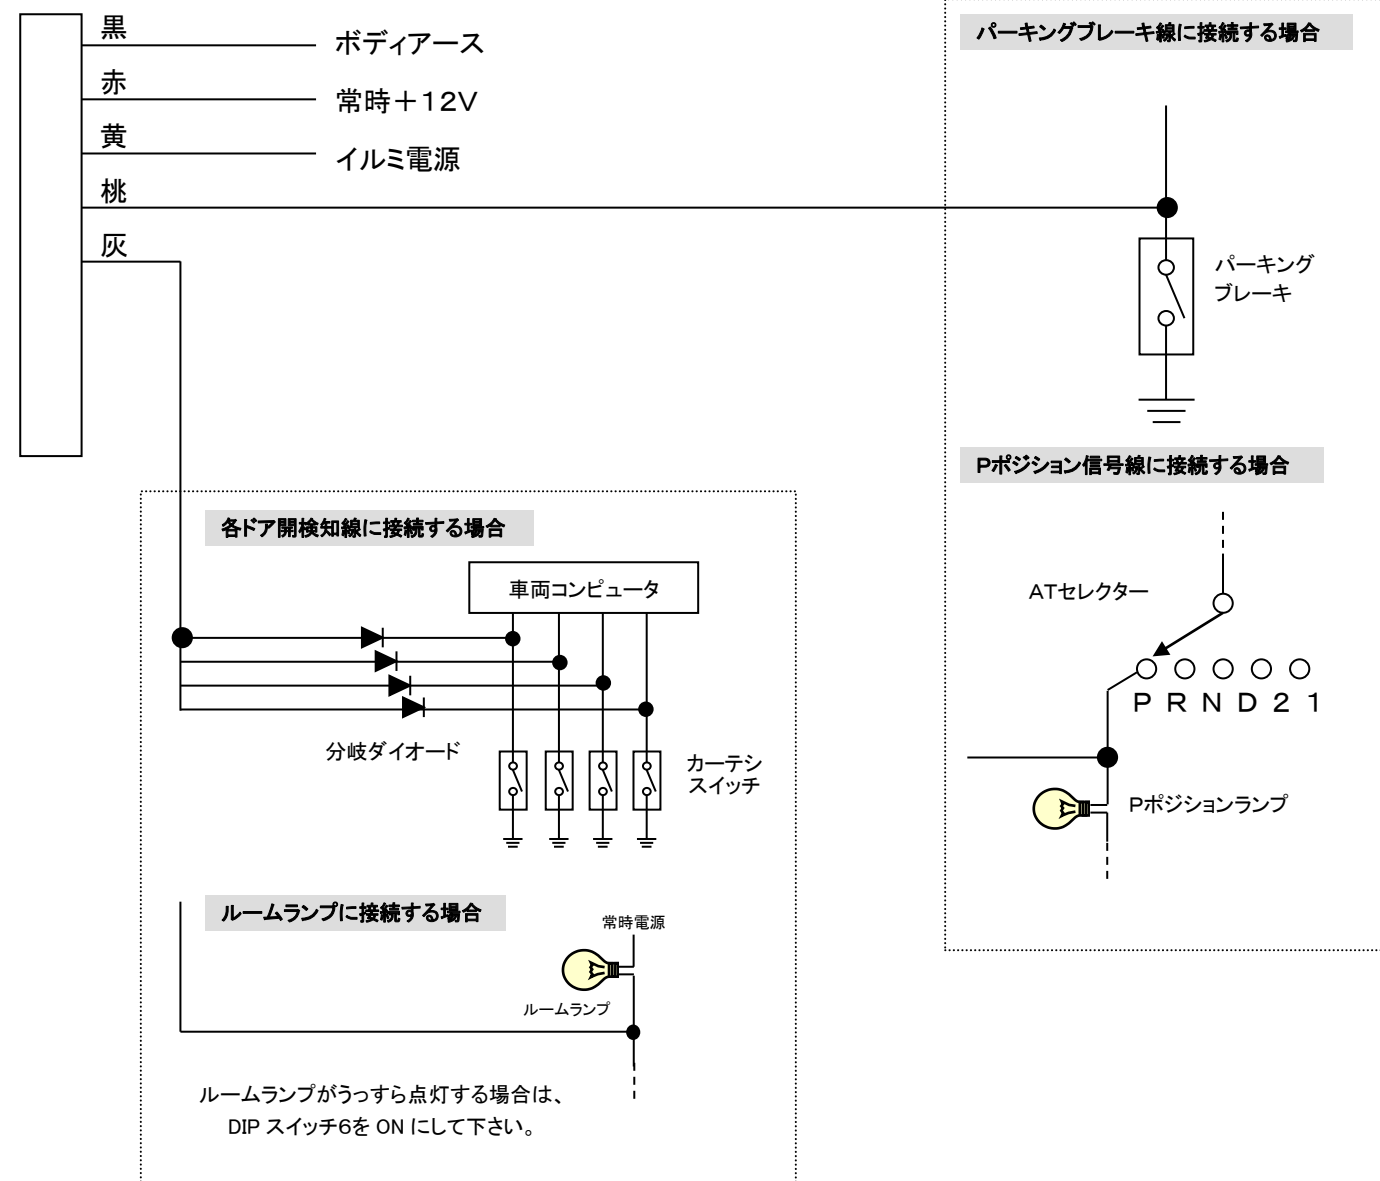 黒
ボディアース
赤
常時＋１２Ｖ
黄
イルミ電源
桃
灰
パーキングブレーキ線に接続する場合
パーキング
ブレーキ
Ｐポジション信号線に接続する場合
ＡＴセレクター
Ｐ Ｒ Ｎ Ｄ ２ １
Ｐポジションランプ
各ドア開検知線に接続する場合
車両コンピュータ
分岐ダイオード
カーテシ
スイッチ
ルームランプに接続する場合
常時電源
ルームランプ
ルームランプがうっすら点灯する場合は、
DIP スイッチ６を ON にして下さい。